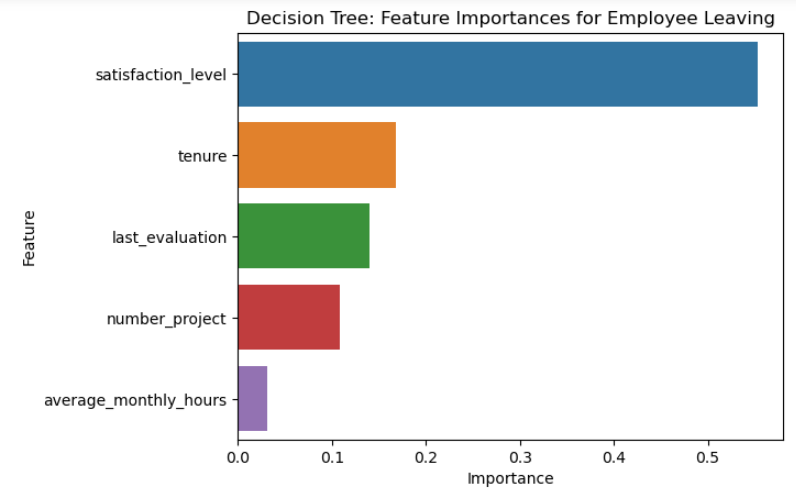 Decision Tree: Feature Importances for Employee Leaving
satisfaction_level
tenure
last_evaluation
number_project
average_monthly_hours
Feature
0.0 0.1 0.2 0.3 0.4 0.5
Importance